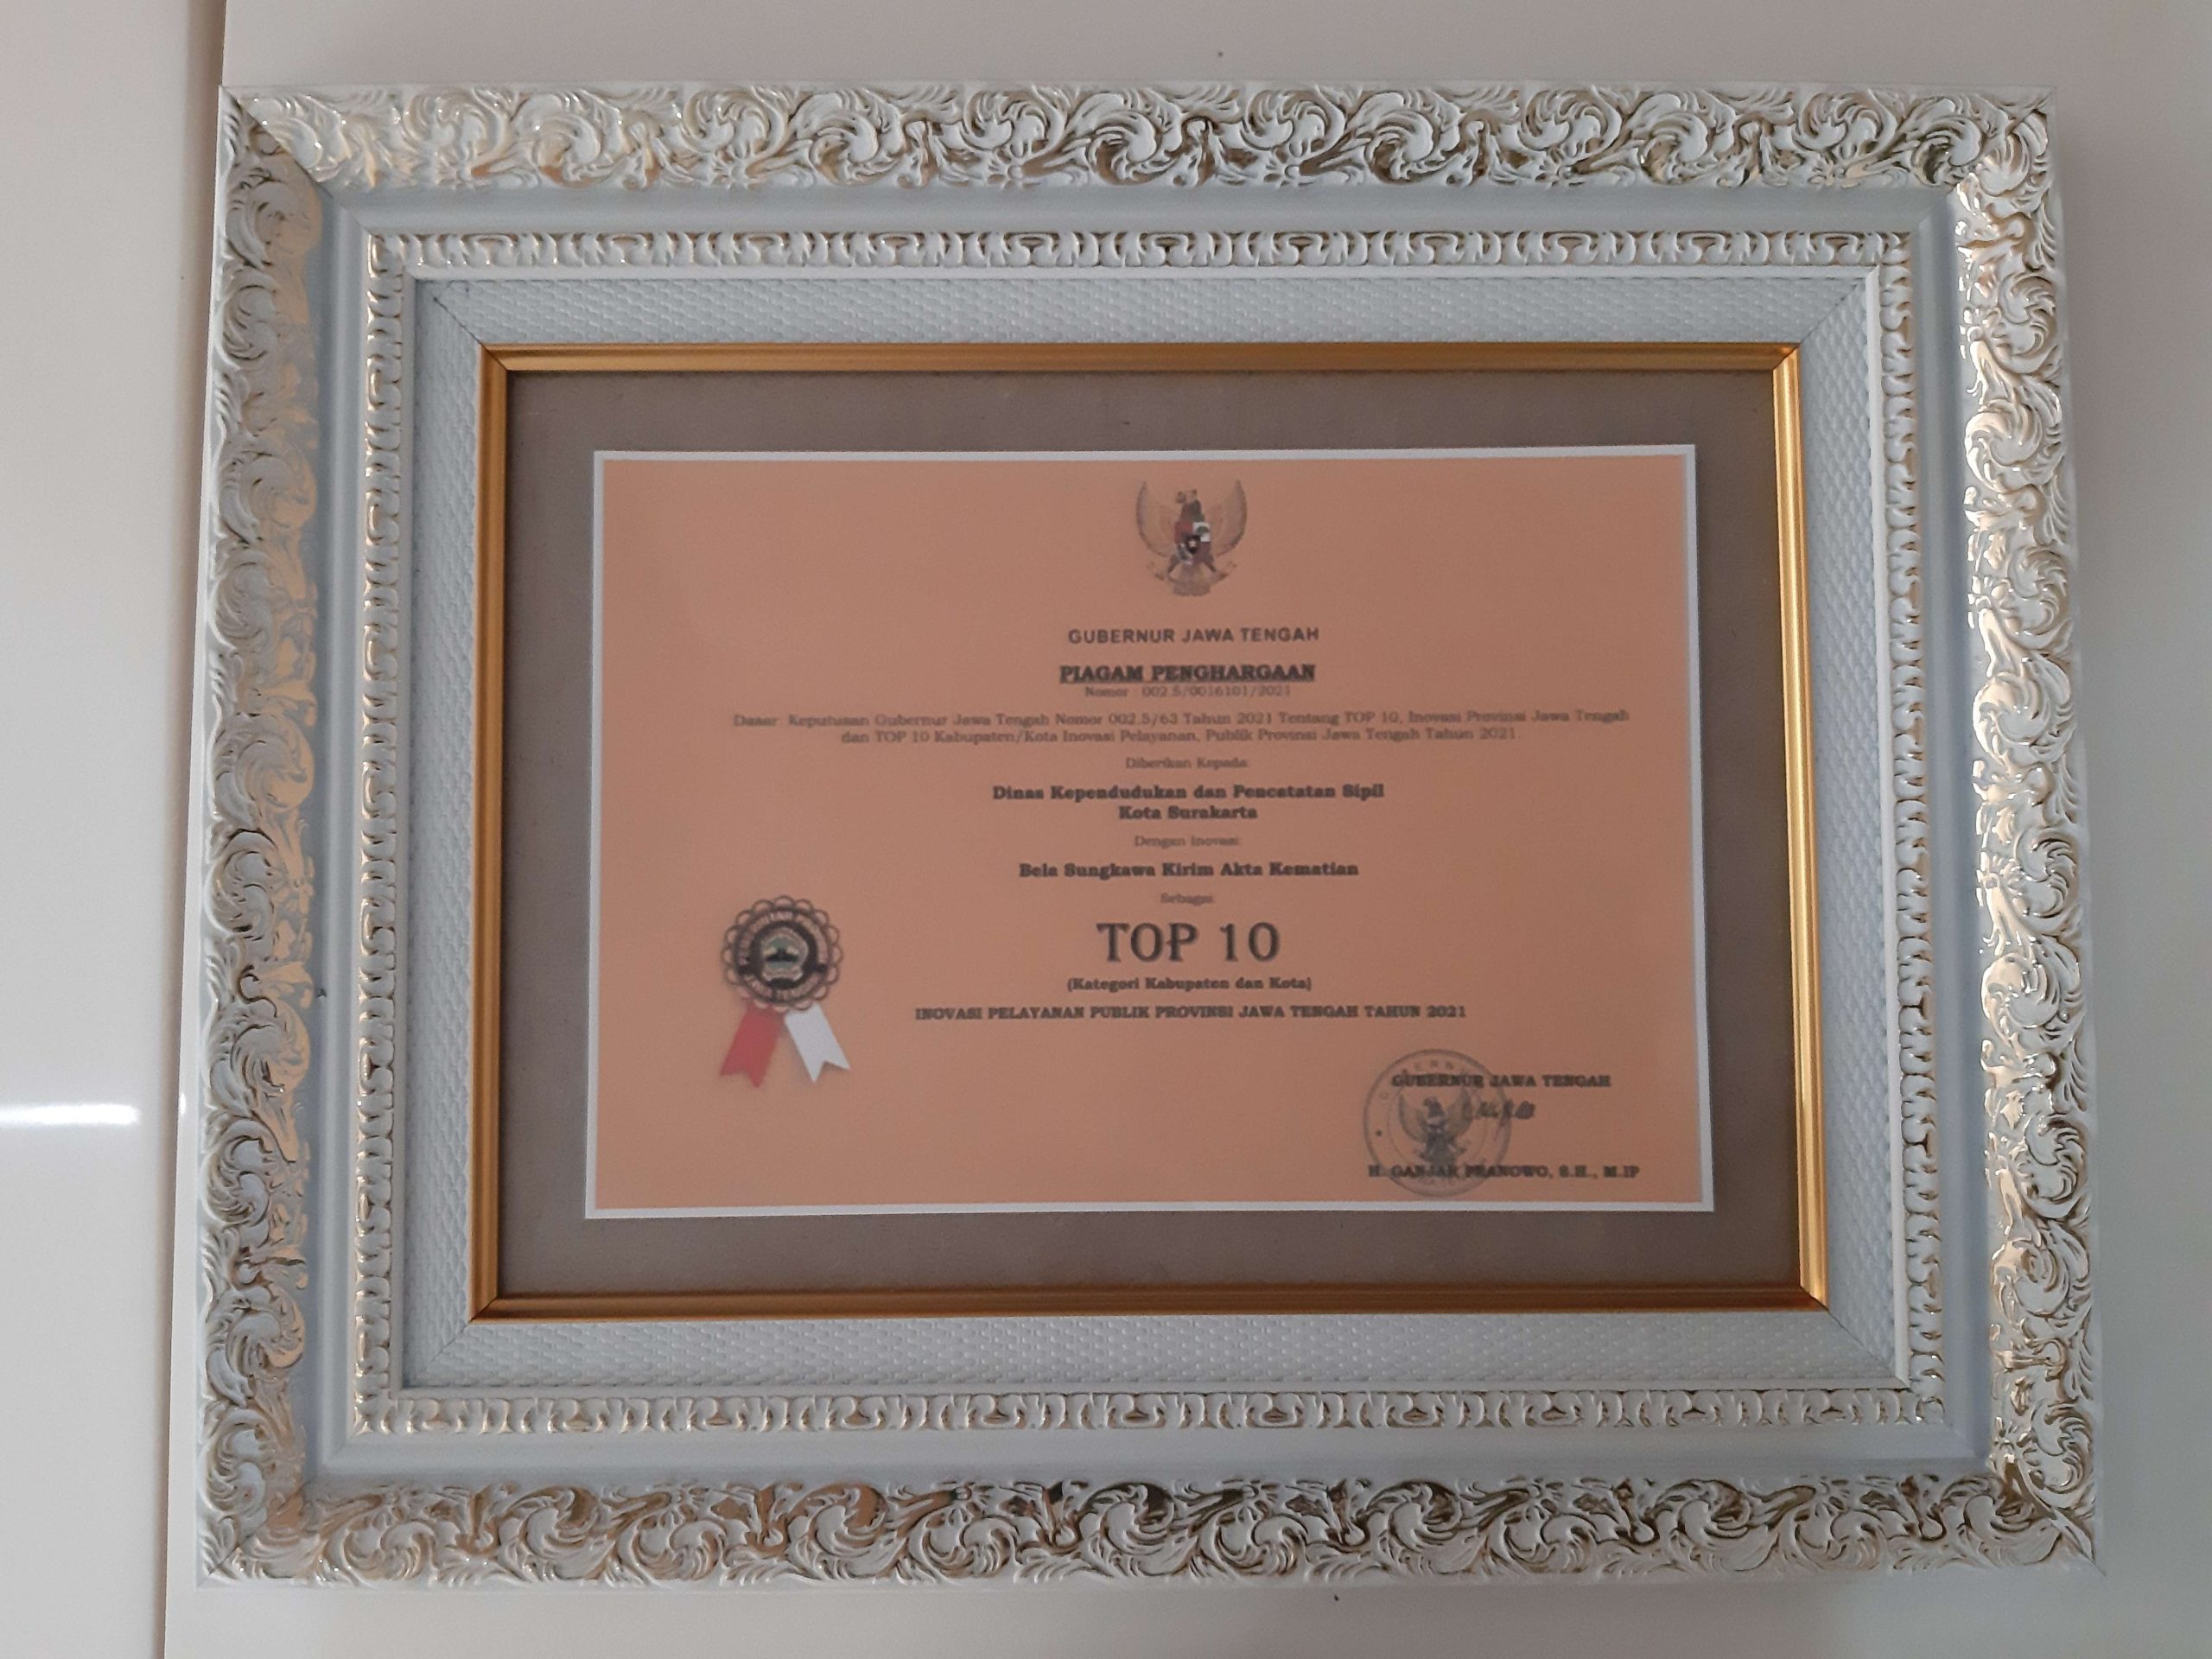 GUBERNUR JAWA TENGAH
PIAGAM PENGHARGAAN
Nomor : 002.5/0016101/2021
Dasar: Keputusan Gubernur Jawa Tengah Nomor 002.5/63 Tahun 2021 Tentang TOP 10, Inovasi Provinsi Jawa Tengah
dan TOP 10 Kabupaten/Kota Inovasi Pelayanan, Publik Provinsi Jawa Tengah Tahun 2021.
Diberikan Kepada:
Dinas Kependudukan dan Pencatatan Sipil
Kota Surakarta
Dengan Inovasi:
Bela Sungkawa Kirim Akta Kematian
Sebagai
TOP 10
(Kategori Kabupaten dan Kota)
INOVASI PELAYANAN PUBLIK PROVINSI JAWA TENGAH TAHUN 2021
GUBERNUR JAWA TENGAH
H. GANJAR PRANOWO, S.H., M.IP